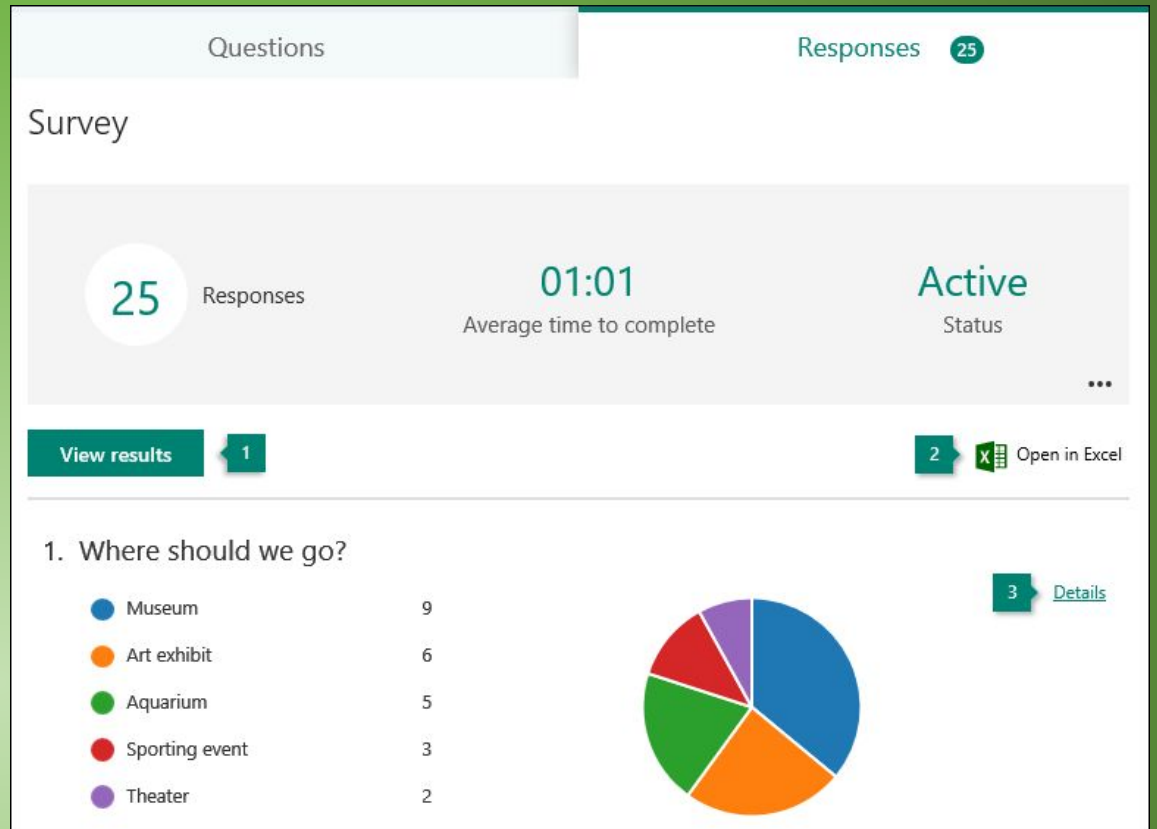 Questions
Responses 25
Survey
25 Responses
01:01
Average time to complete
Active
Status
View results 1
2 Open in Excel
1. Where should we go?
3 Details
Museum 9
Art exhibit 6
Aquarium 5
Sporting event 3
Theater 2